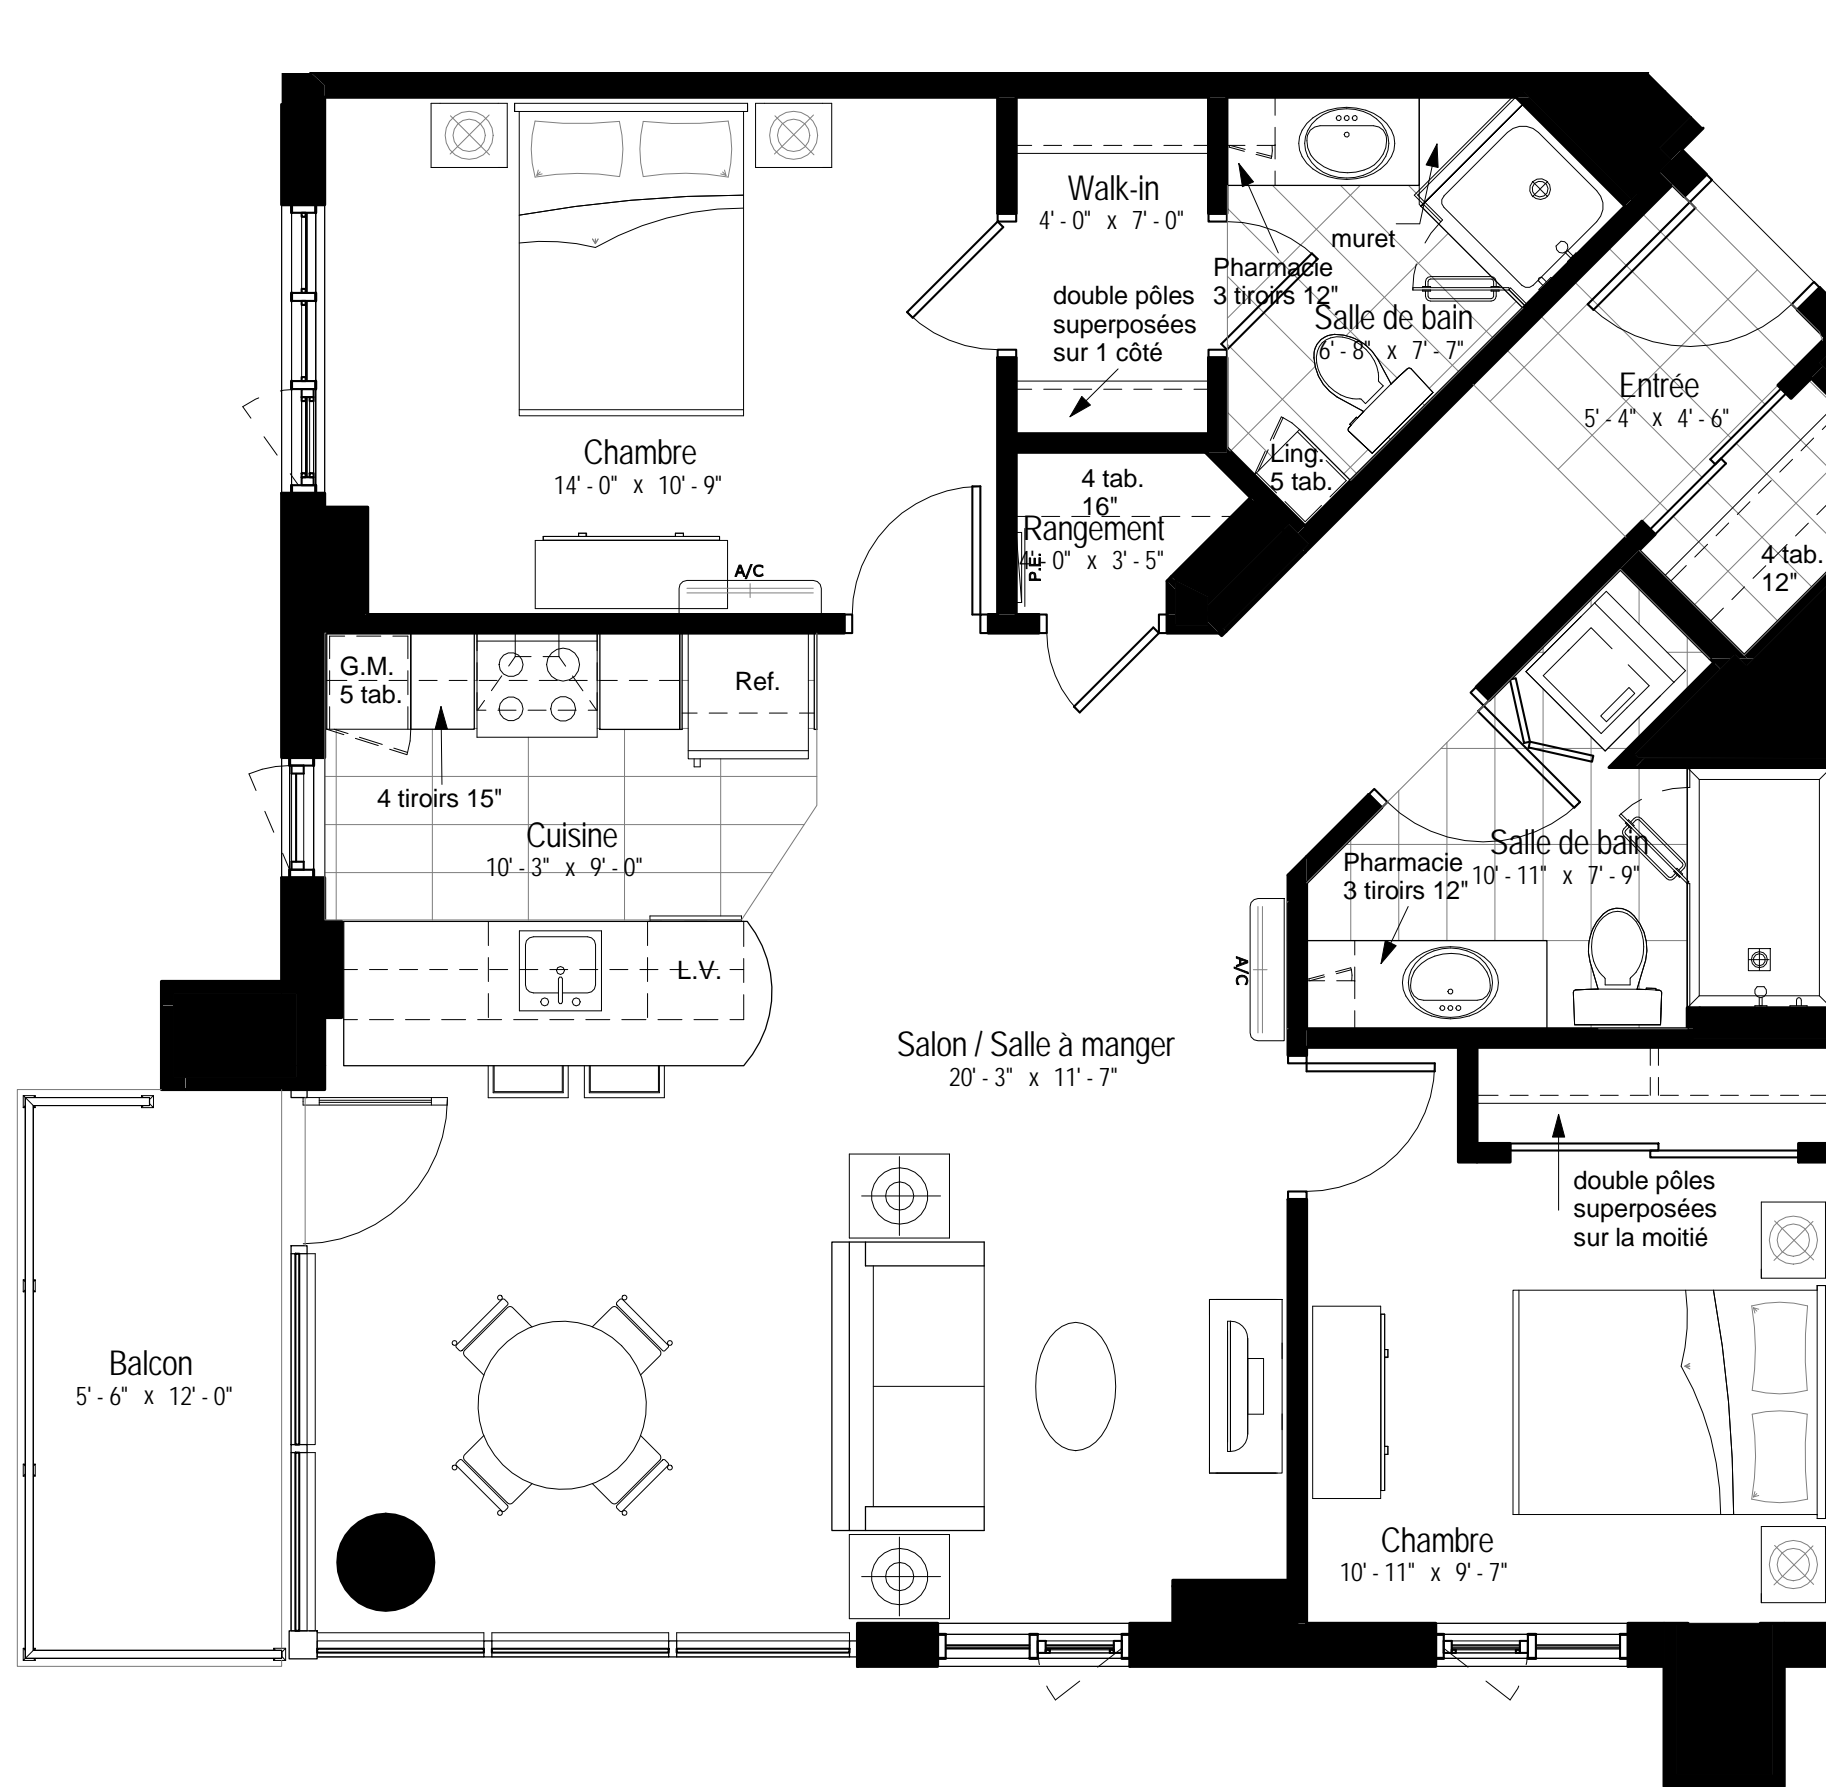 Walk-in
4'- 0" x 7'- 0"
double pôles
superposées
sur 1 côté
muret
Pharmacie
3 tiroirs 12"
Salle de bain
6'- 8" x 7'- 7"
Ling.
5 tab.
Entrée
5'- 4" x 4'- 6"
4 tab.
12"
Chambre
14'- 0" x 10'- 9"
A/C
4 tab.
16"
Rangement
4'- 0" x 3'- 5"
P.E.
G.M.
5 tab.
Ref.
4 tiroirs 15"
Cuisine
10'- 3" x 9'- 0"
L.V.
Pharmacie
3 tiroirs 12"
Salle de bain
10'- 11" x 7'- 9"
A/C
Salon / Salle à manger
20'- 3" x 11'- 7"
double pôles
superposées
sur la moitié
Balcon
5'- 6" x 12'- 0"
Chambre
10'- 11" x 9'- 7"